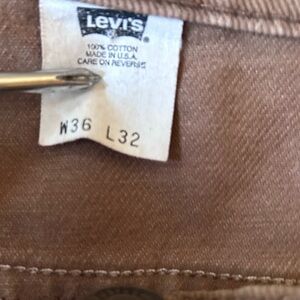 Levi's
100% COTTON
MADE IN U.S.A.
CARE ON REVERSE
W36 L32